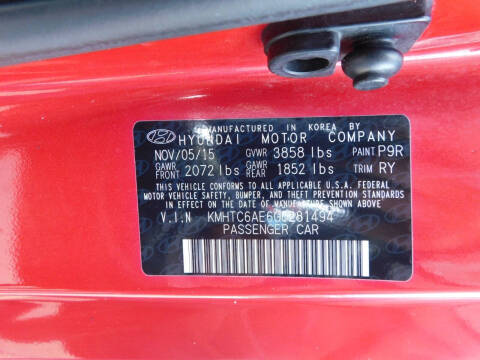 MANUFACTURED IN KOREA BY
HYUNDAI MOTOR COMPANY
NOV/05/15 GVWR 3858 lbs PAINT P9R
GAWR FRONT 2072 lbs GAWR REAR 1852 lbs TRIM RY
THIS VEHICLE CONFORMS TO ALL APPLICABLE U.S.A. FEDERAL
MOTOR VEHICLE SAFETY, BUMPER, AND THEFT PREVENTION STANDARDS
IN EFFECT ON THE DATE OF MANUFACTURE SHOWN ABOVE.
V.I.N KMHTC6AE6GU281494
PASSENGER CAR